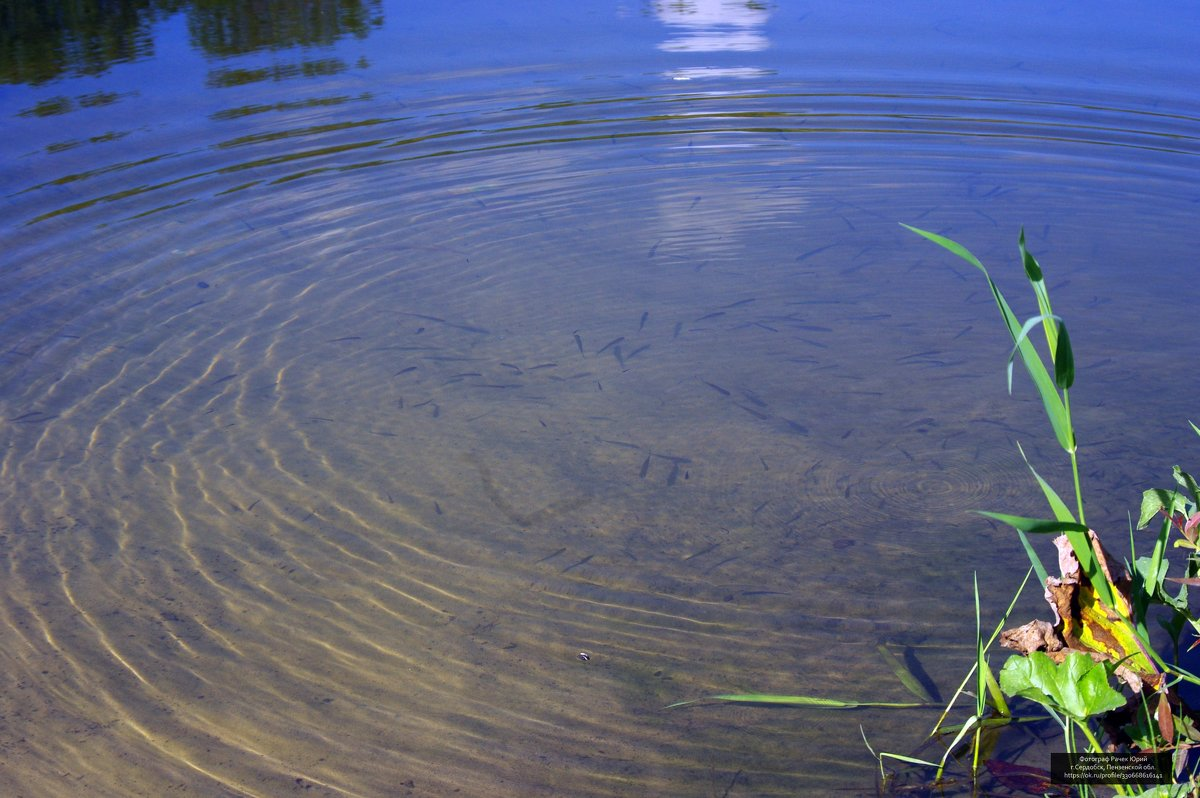 Фотограф Рачек Юрий
г.Сердобск, Пензенской обл.
https://ok.ru/profile/330668616141